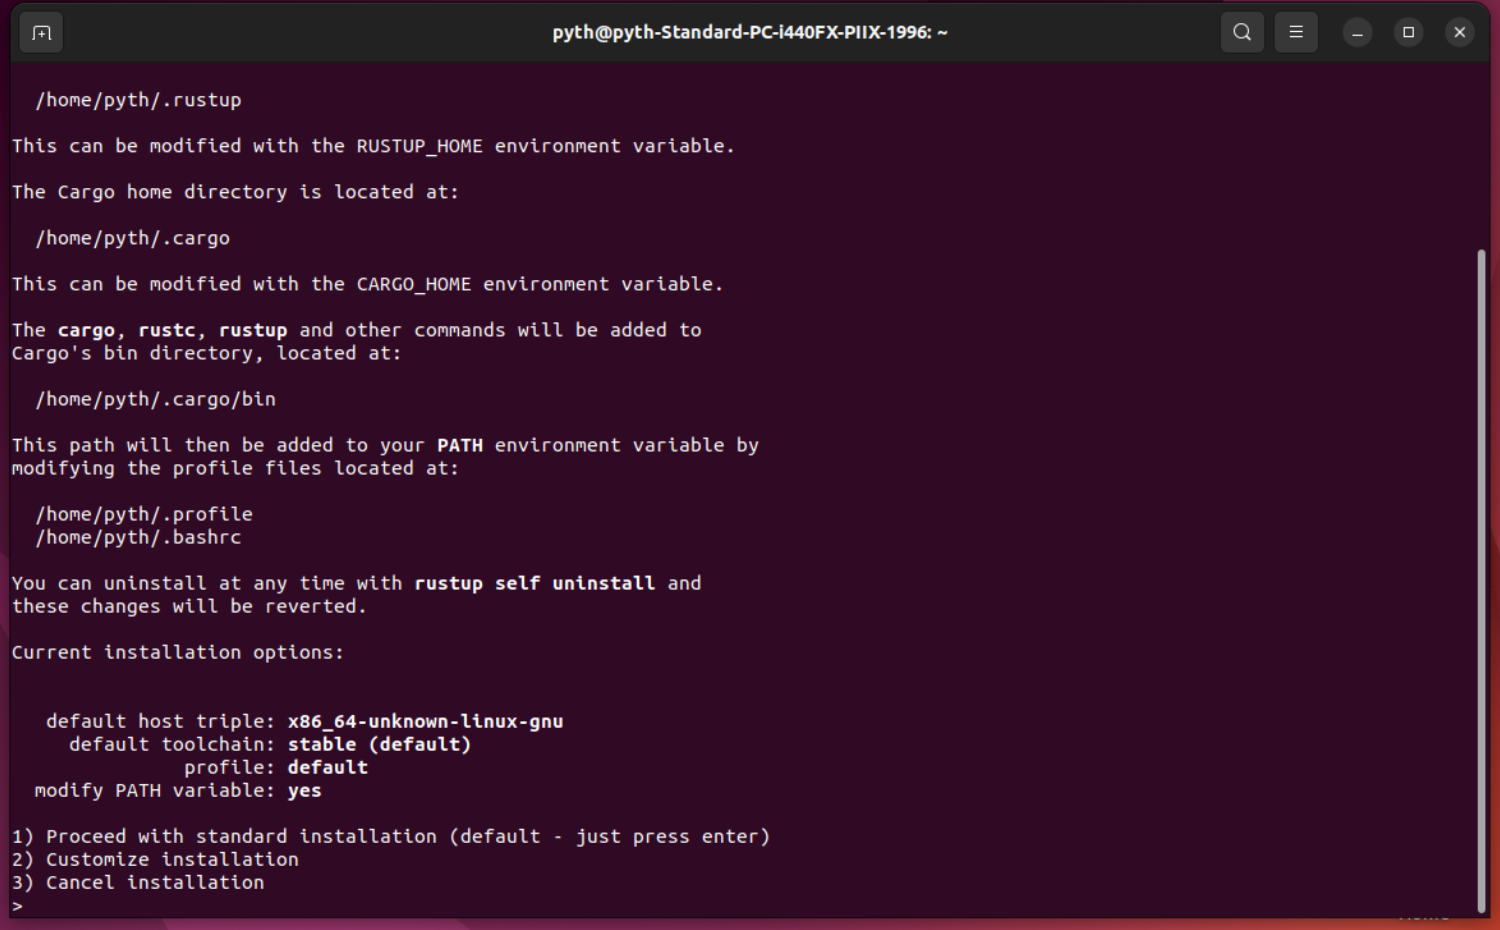 pyth@pyth-Standard-PC-i440FX-PIIX-1996: ~
/home/pyth/.rustup
This can be modified with the RUSTUP_HOME environment variable.
The Cargo home directory is located at:
/home/pyth/.cargo
This can be modified with the CARGO_HOME environment variable.
The cargo, rustc, rustup and other commands will be added to
Cargo's bin directory, located at:
/home/pyth/.cargo/bin
This path will then be added to your PATH environment variable by
modifying the profile files located at:
/home/pyth/.profile
/home/pyth/.bashrc
You can uninstall at any time with rustup self uninstall and
these changes will be reverted.
Current installation options:
default host triple: x86_64-unknown-linux-gnu
default toolchain: stable (default)
profile: default
modify PATH variable: yes
1) Proceed with standard installation (default - just press enter)
2) Customize installation
3) Cancel installation
>